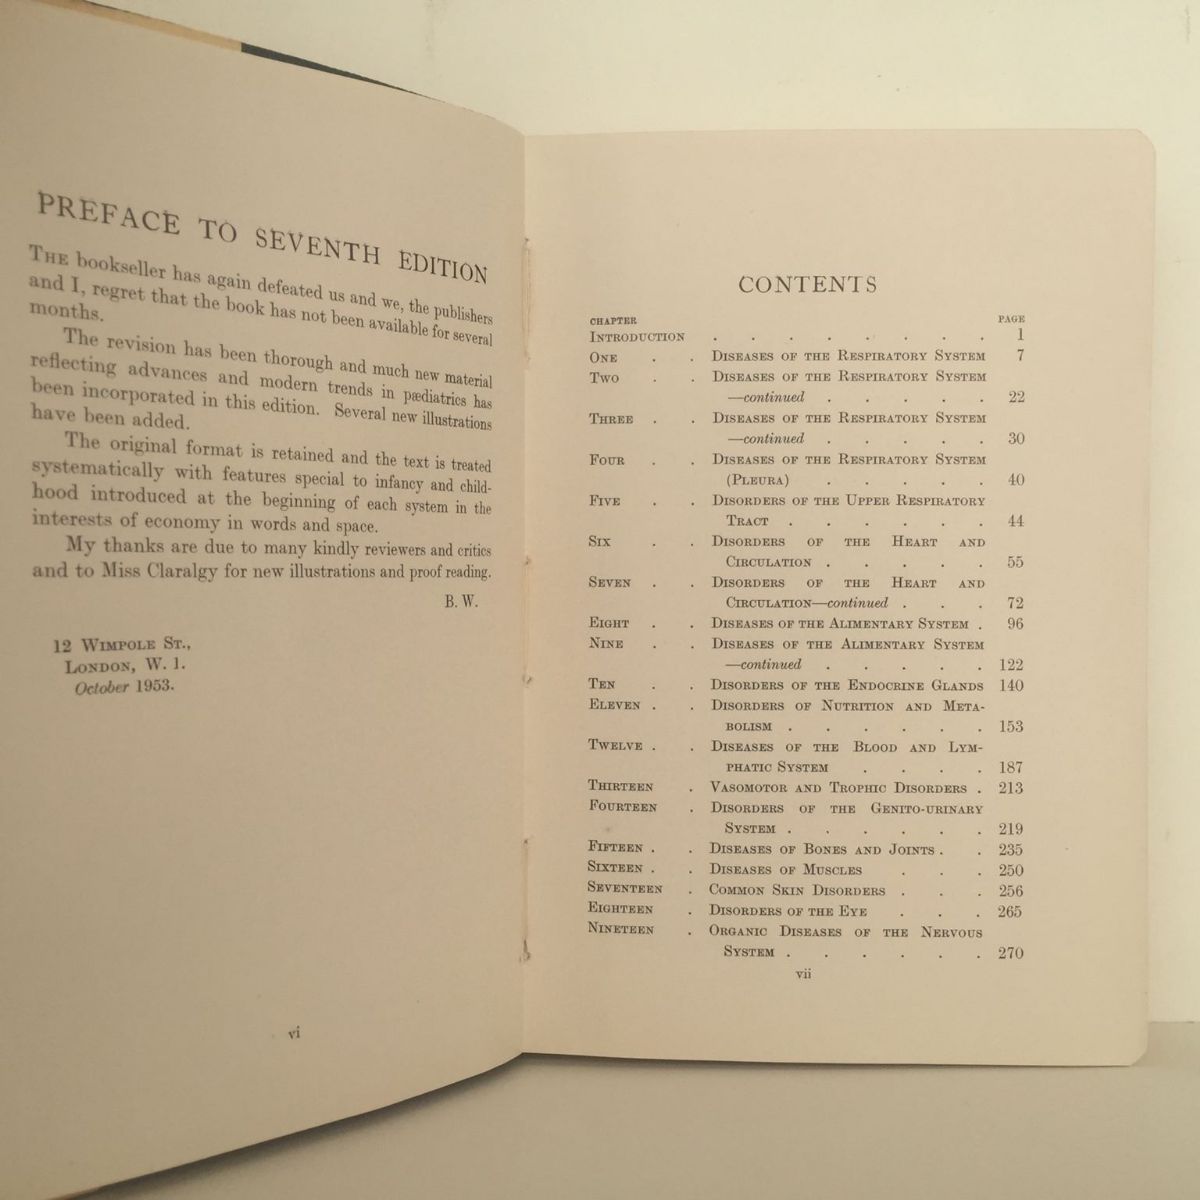 PREFACE TO SEVENTH EDITION
THE bookseller has again defeated us and we, the publishers
and I, regret that the book has not been available for several
months.
The revision has been thorough and much new material
reflecting advances and modern trends in pædiatrics has
been incorporated in this edition. Several new illustrations
have been added.
The original format is retained and the text is treated
systematically with features special to infancy and child-
hood introduced at the beginning of each system in the
interests of economy in words and space.
My thanks are due to many kindly reviewers and critics
and to Miss Claralgy for new illustrations and proof reading.
B. W.
12 WIMPOLE ST.,
LONDON, W. 1.
October 1953.
vi
CONTENTS
CHAPTER PAGE
INTRODUCTION . . . . . . . . 1
ONE . . DISEASES OF THE RESPIRATORY SYSTEM 7
TWO . . DISEASES OF THE RESPIRATORY SYSTEM
—continued . . . . . 22
THREE . . DISEASES OF THE RESPIRATORY SYSTEM
—continued . . . . . 30
FOUR . . DISEASES OF THE RESPIRATORY SYSTEM
(PLEURA) . . . . . 40
FIVE . . DISORDERS OF THE UPPER RESPIRATORY
TRACT . . . . . . 44
SIX . . DISORDERS OF THE HEART AND
CIRCULATION . . . . . 55
SEVEN . . DISORDERS OF THE HEART AND
CIRCULATION—continued . . . 72
EIGHT . . DISEASES OF THE ALIMENTARY SYSTEM . 96
NINE . . DISEASES OF THE ALIMENTARY SYSTEM
—continued . . . . . 122
TEN . . DISORDERS OF THE ENDOCRINE GLANDS 140
ELEVEN . . DISORDERS OF NUTRITION AND META-
BOLISM . . . . . . 153
TWELVE . . DISEASES OF THE BLOOD AND LYM-
PHATIC SYSTEM . . . . 187
THIRTEEN . VASOMOTOR AND TROPHIC DISORDERS . 213
FOURTEEN . DISORDERS OF THE GENITO-URINARY
SYSTEM . . . . . . 219
FIFTEEN . . DISEASES OF BONES AND JOINTS . . 235
SIXTEEN . . DISEASES OF MUSCLES . . . 250
SEVENTEEN . COMMON SKIN DISORDERS . . . 256
EIGHTEEN . DISORDERS OF THE EYE . . . 265
NINETEEN . ORGANIC DISEASES OF THE NERVOUS
SYSTEM . . . . . . 270
vii